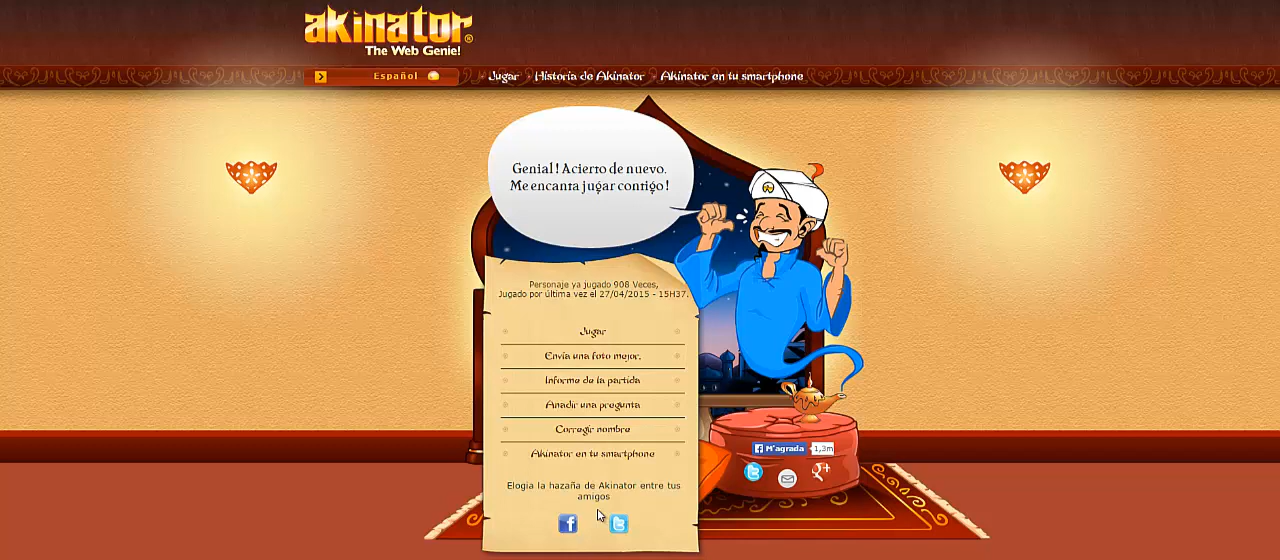 akinator®
The Web Genie!
Español
Jugar
Historia de Akinator
Akinator en tu smartphone
Genial! Acierto de nuevo.
Me encanta jugar contigo!
Personaje ya jugado 908 Veces,
Jugado por última vez el 27/04/2015 - 15H37.
Jugar
Envía una foto mejor.
Informe de la partida
Añadir una pregunta
Corregir nombre
Akinator en tu smartphone
Elogia la hazaña de Akinator entre tus
amigos
M'agrada
1,3m
g+